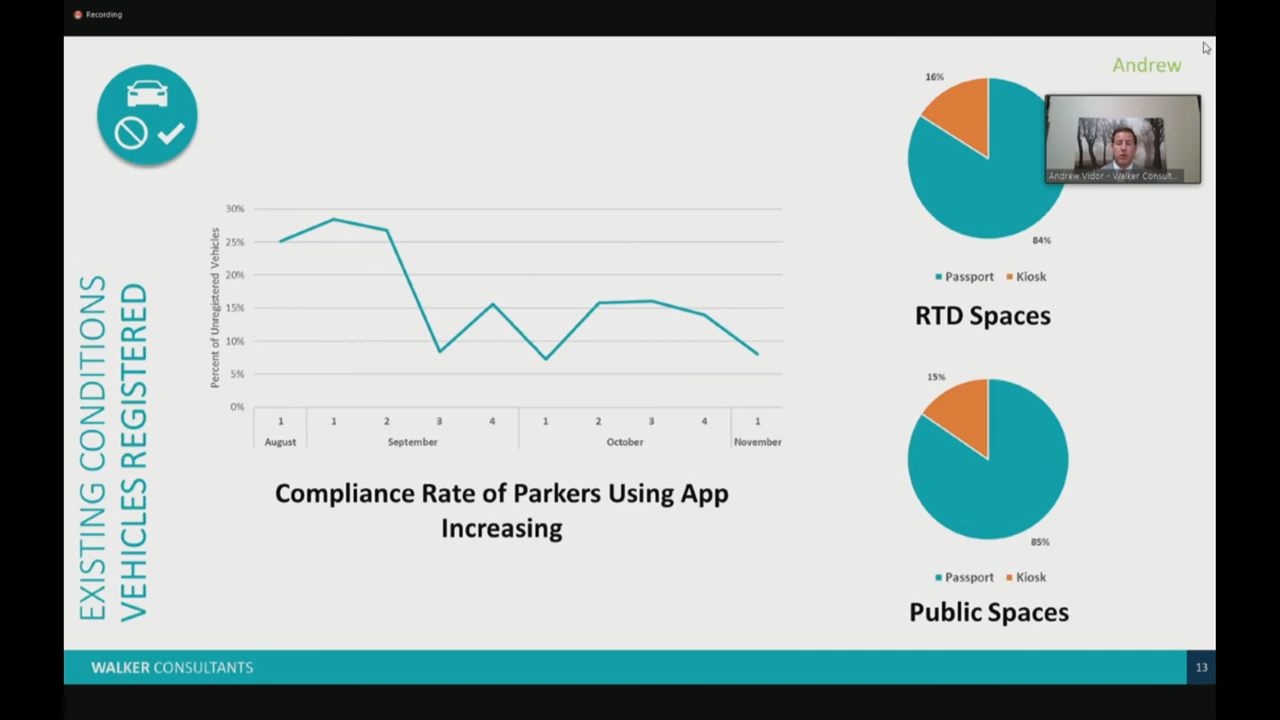 Recording
Andrew
Andrew Vidor - Walker Consult...
EXISTING CONDITIONS
VEHICLES REGISTERED
Percent of Unregistered Vehicles
30%
25%
20%
15%
10%
5%
0%
1 1 2 3 4 1 2 3 4 1
August September October November
Compliance Rate of Parkers Using App
Increasing
16%
84%
Passport Kiosk
RTD Spaces
15%
85%
Passport Kiosk
Public Spaces
WALKER CONSULTANTS
13